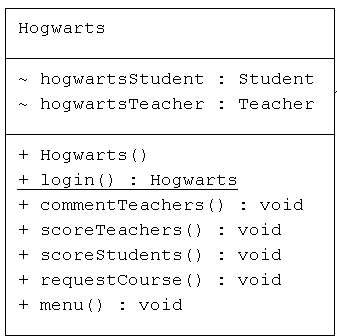 Hogwarts
~ hogwartsStudent : Student
~ hogwartsTeacher : Teacher
+ Hogwarts()
+ login() : Hogwarts
+ commentTeachers() : void
+ scoreTeachers() : void
+ scoreStudents() : void
+ requestCourse() : void
+ menu() : void